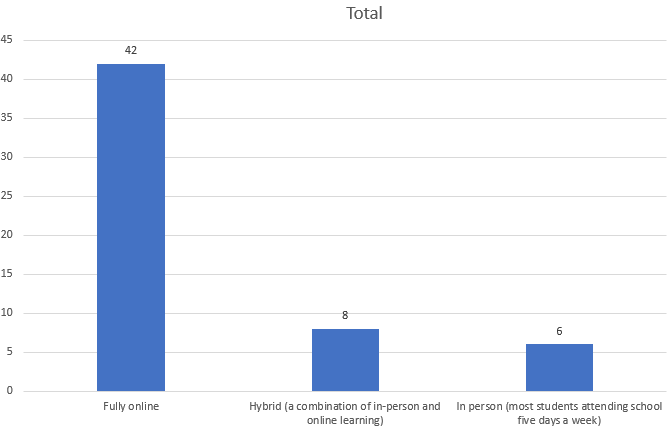 Total
45
40
35
30
25
20
15
10
5
0
42
8
6
Fully online
Hybrid (a combination of in-person and
online learning)
In person (most students attending school
five days a week)